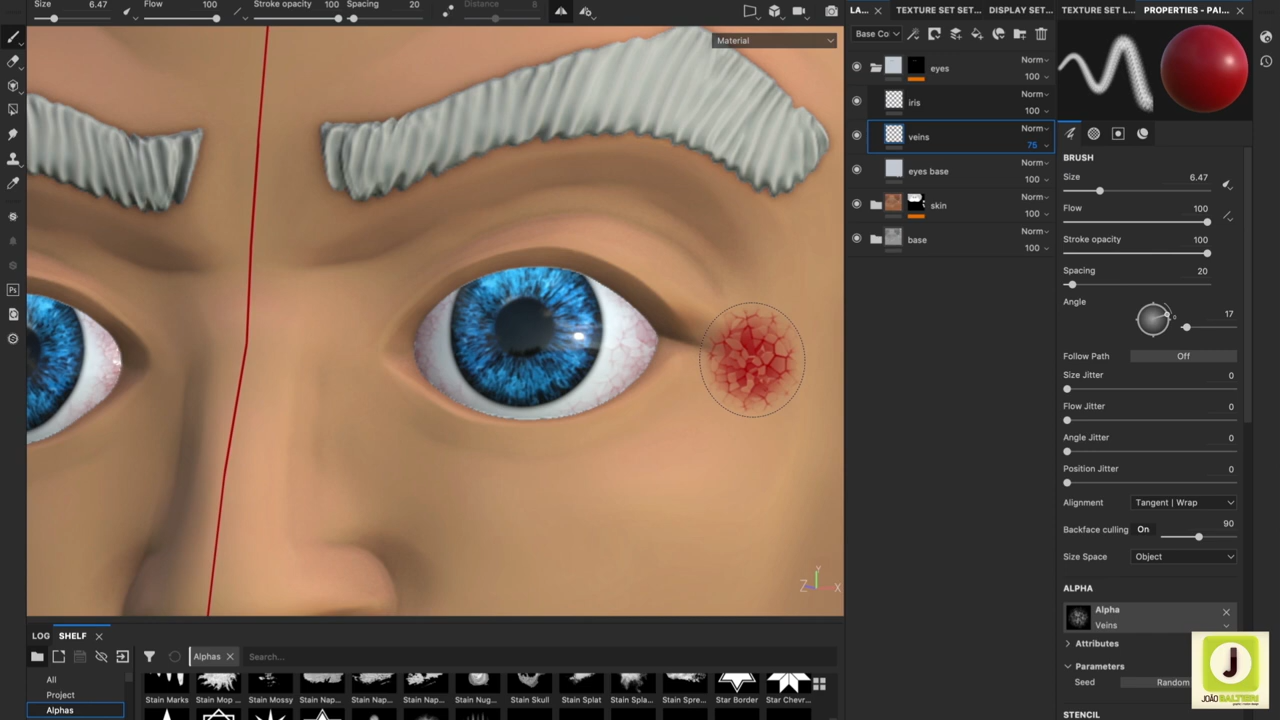 Size 6.47 Flow 100 Stroke opacity 100 Spacing 20 Distance 8
Material
LA...
TEXTURE SET SET...
DISPLAY SET...
TEXTURE SET L...
PROPERTIES - PAI...
Base Co
eyes Norm 100
iris Norm 100
veins Norm 75
eyes base Norm 100
skin Norm 100
base Norm 100
BRUSH
Size 6.47
Flow 100
Stroke opacity 100
Spacing 20
Angle 17
Follow Path Off
Size Jitter 0
Flow Jitter 0
Angle Jitter 0
Position Jitter 0
Alignment Tangent | Wrap
Backface culling On 90
Size Space Object
ALPHA
Alpha
Veins
Attributes
Parameters
Seed Random
STENCIL
Ps
Y
Z X
LOG SHELF
Alphas Search...
All
Project
Alphas
Stain Marks
Stain Mop ...
Stain Mossy
Stain Nap...
Stain Nap...
Stain Nap...
Stain Nug...
Stain Skull
Stain Splat
Stain Spla...
Stain Spre...
Star Border
Star Chevr...
J
JOÃO BALTIERI